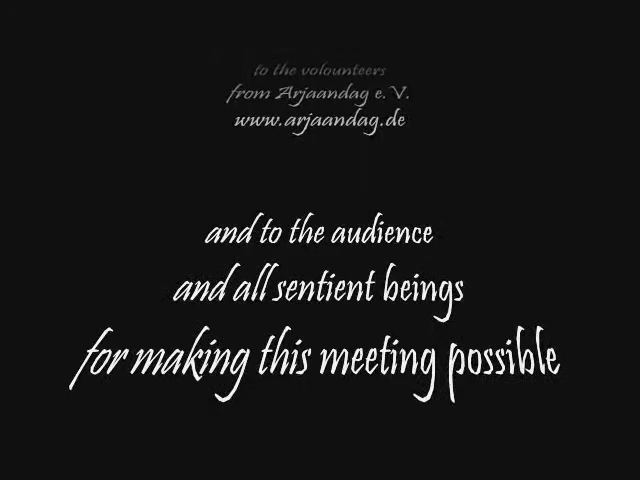 to the volounteers
from Arjaandag e. V.
www.arjaandag.de
and to the audience
and all sentient beings
for making this meeting possible